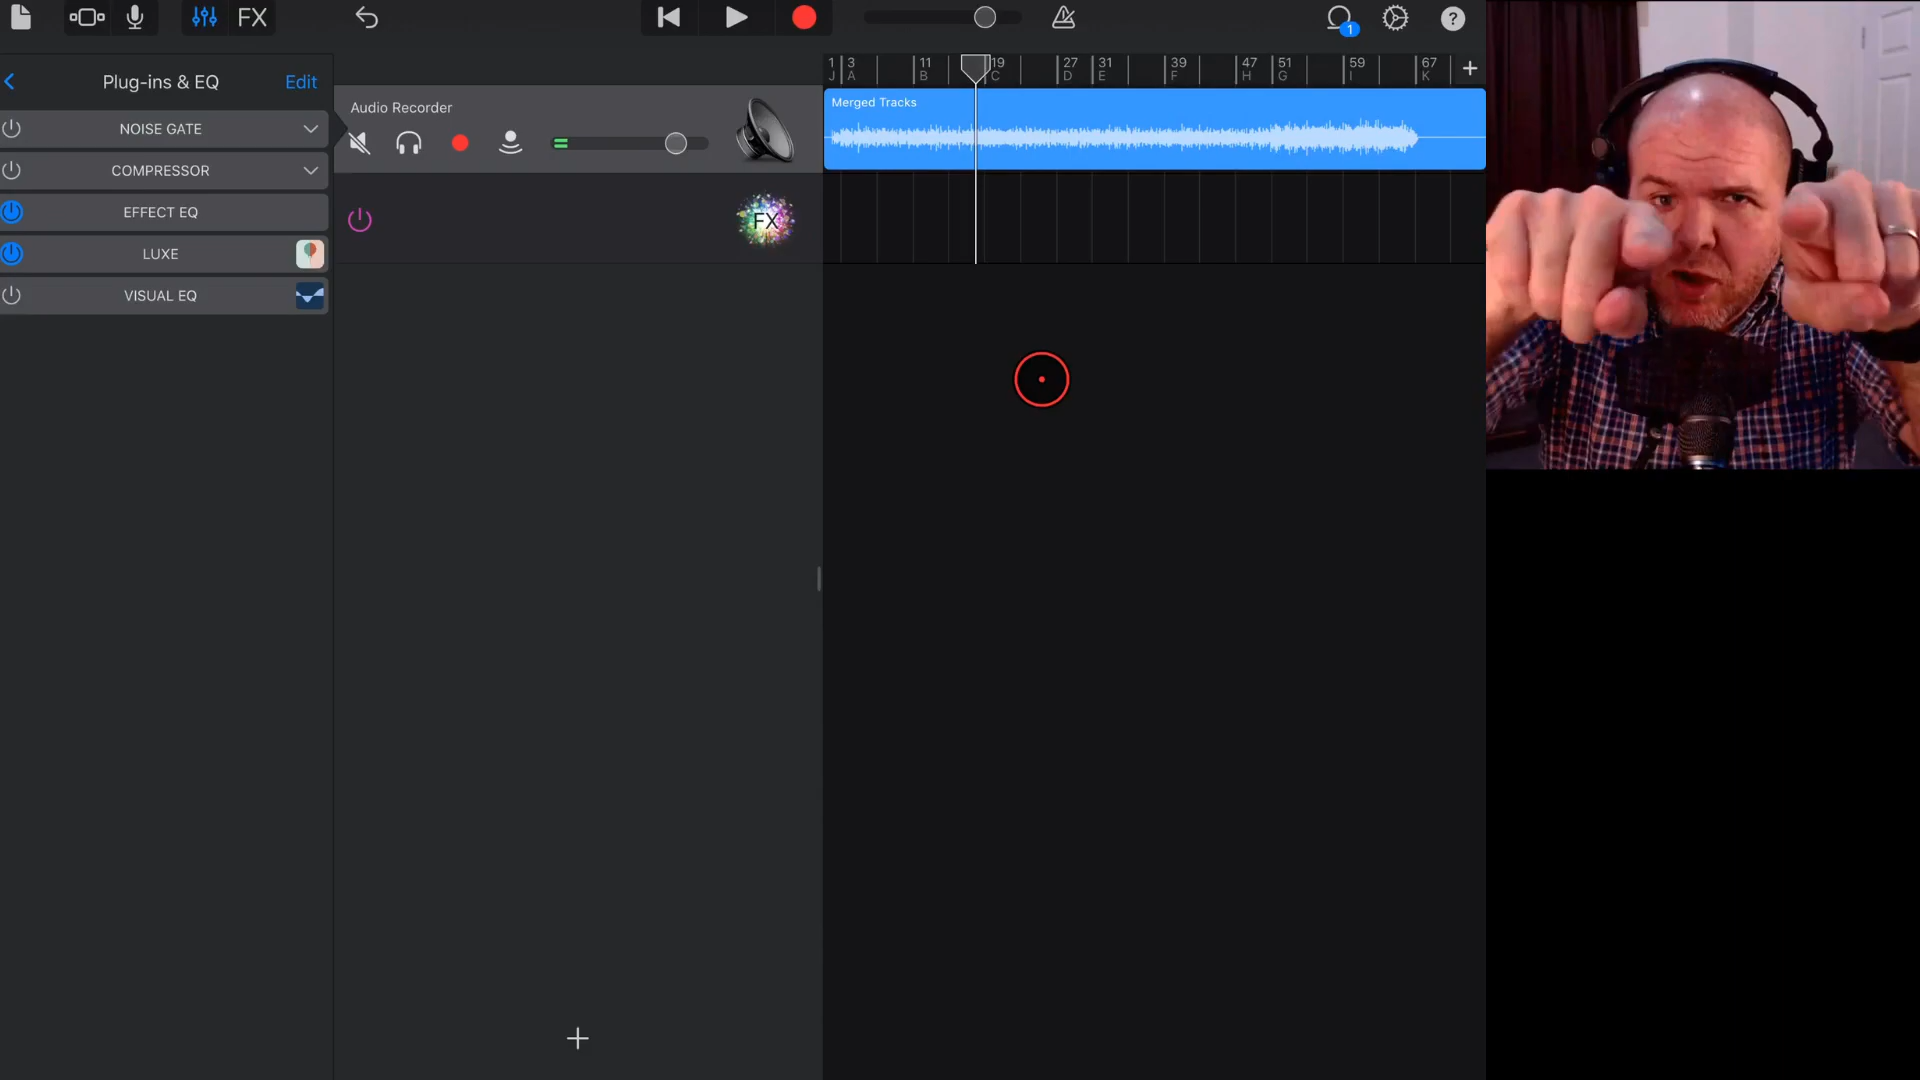 FX
1
?
Plug-ins & EQ
Edit
NOISE GATE
COMPRESSOR
EFFECT EQ
LUXE
VISUAL EQ
Audio Recorder
FX
1 3 11 19 27 31 39 47 51 59 67
J A B C D E F H G I K
Merged Tracks